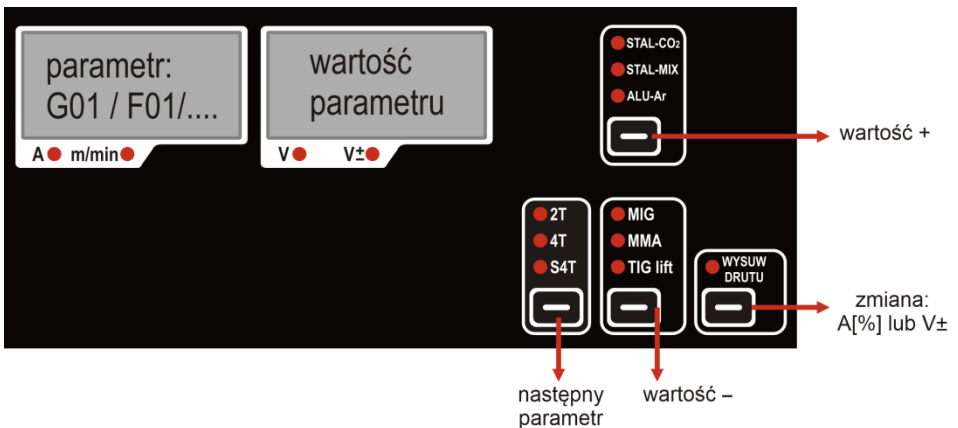 parametr:
G01 / F01/....
A m/min
wartość
parametru
V V±
STAL-CO₂
STAL-MIX
ALU-Ar
wartość +
2T
4T
S4T
MIG
MMA
TIG lift
WYSUW
DRUTU
zmiana:
A[%] lub V±
następny
parametr
wartość –